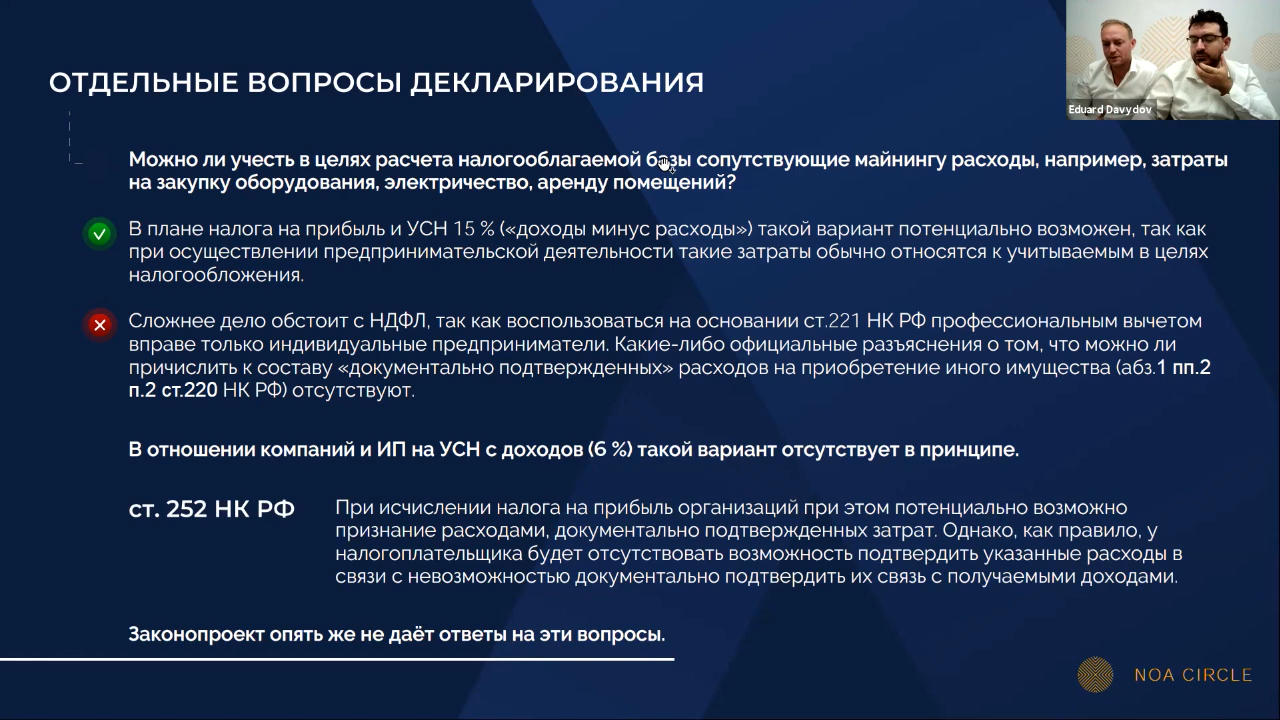 ОТДЕЛЬНЫЕ ВОПРОСЫ ДЕКЛАРИРОВАНИЯ
Eduard Davydov
Можно ли учесть в целях расчета налогооблагаемой базы сопутствующие майнингу расходы, например, затраты
на закупку оборудования, электричество, аренду помещений?
В плане налога на прибыль и УСН 15 % («доходы минус расходы») такой вариант потенциально возможен, так как
при осуществлении предпринимательской деятельности такие затраты обычно относятся к учитываемым в целях
налогообложения.
Сложнее дело обстоит с НДФЛ, так как воспользоваться на основании ст.221 НК РФ профессиональным вычетом
вправе только индивидуальные предприниматели. Какие-либо официальные разъяснения о том, что можно ли
причислить к составу «документально подтвержденных» расходов на приобретение иного имущества (абз.1 пп.2
п.2 ст.220 НК РФ) отсутствуют.
В отношении компаний и ИП на УСН с доходов (6 %) такой вариант отсутствует в принципе.
ст. 252 НК РФ
При исчислении налога на прибыль организаций при этом потенциально возможно
признание расходами, документально подтвержденных затрат. Однако, как правило, у
налогоплательщика будет отсутствовать возможность подтвердить указанные расходы в
связи с невозможностью документально подтвердить их связь с получаемыми доходами.
Законопроект опять же не даёт ответы на эти вопросы.
NOA CIRCLE